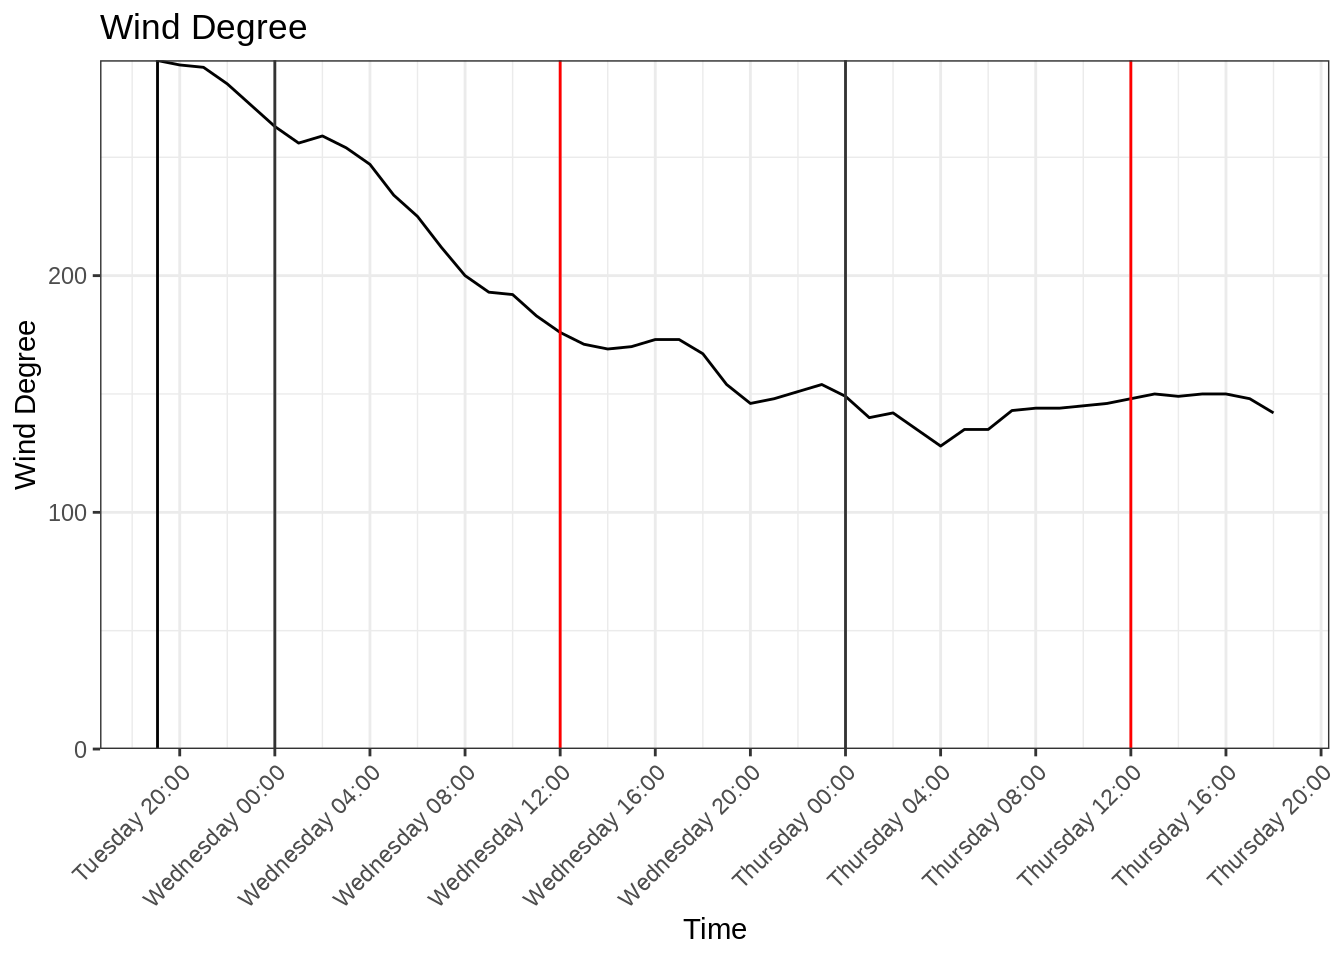 Wind Degree
Wind Degree
200
100
0
Tuesday 20:00
Wednesday 00:00
Wednesday 04:00
Wednesday 08:00
Wednesday 12:00
Wednesday 16:00
Wednesday 20:00
Thursday 00:00
Thursday 04:00
Thursday 08:00
Thursday 12:00
Thursday 16:00
Thursday 20:00
Time